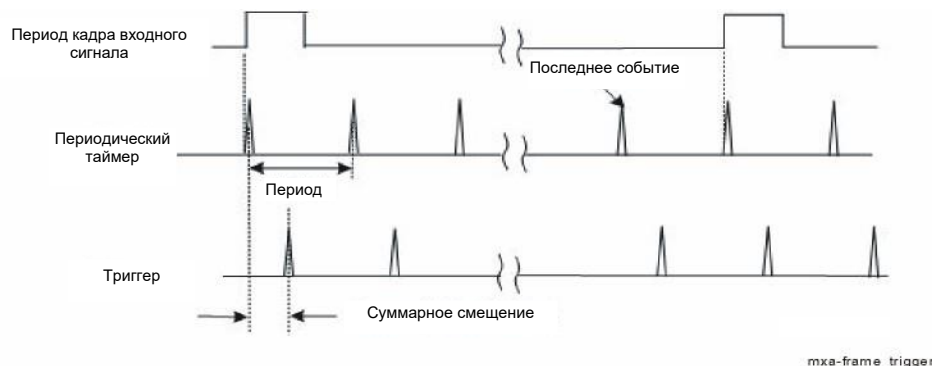 Период кадра входного
сигнала
Последнее событие
Периодический
таймер
Период
Триггер
Суммарное смещение
mxa-frame trigger